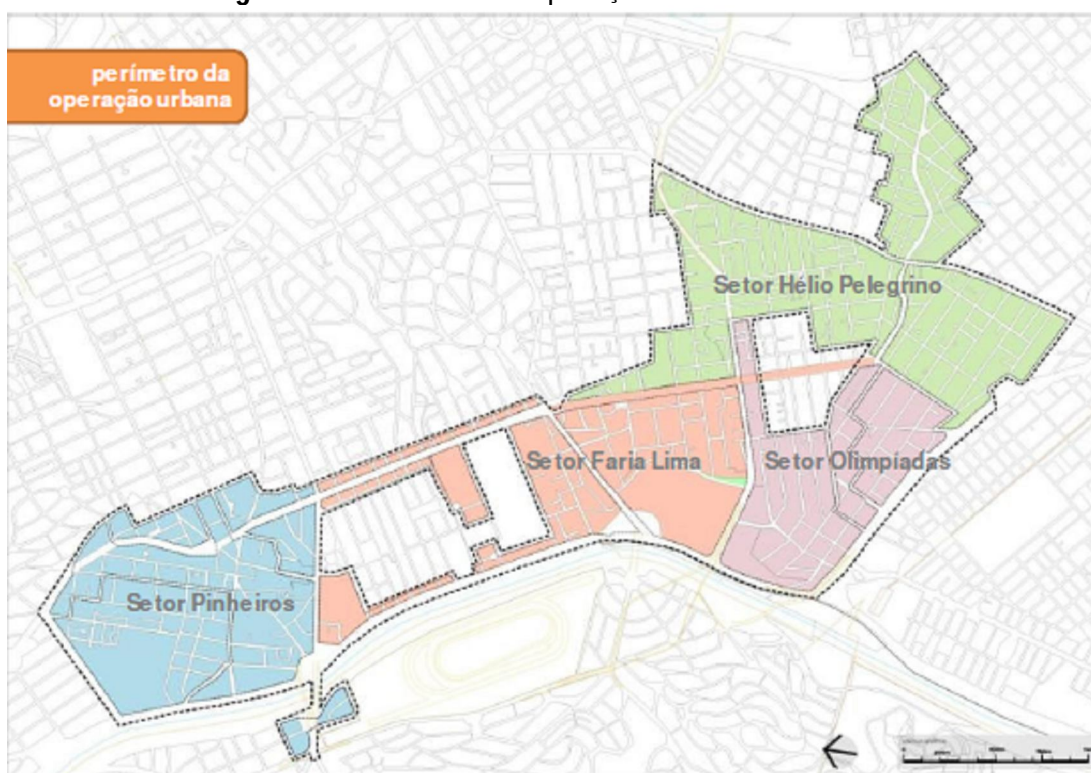 perímetro da
operação urbana
Setor Hélio Pelegrino
Setor Faria Lima
Setor Olimpíadas
Setor Pinheiros